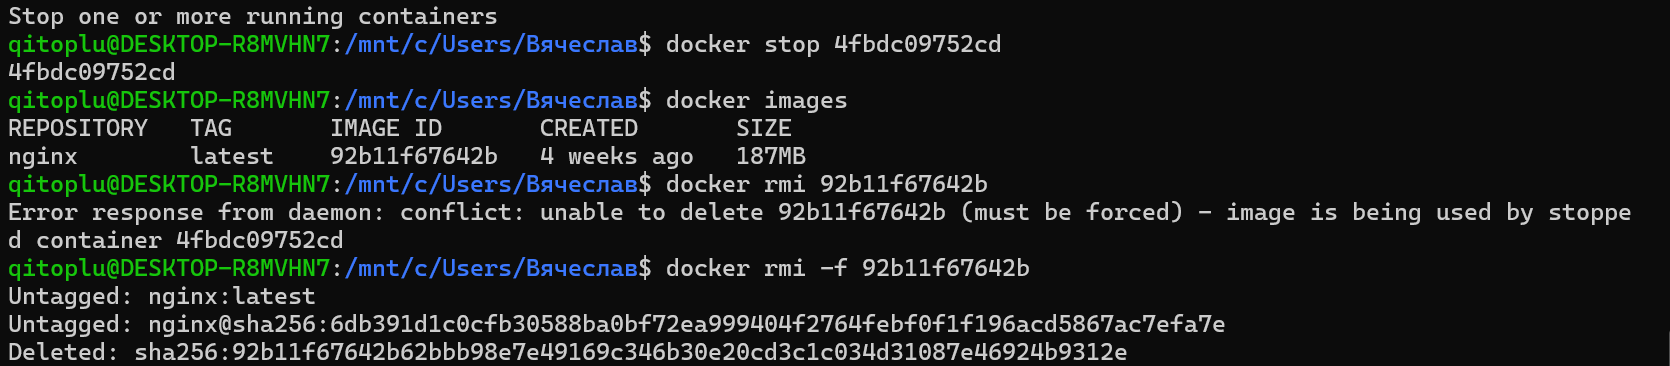 Stop one or more running containers
qitoplu@DESKTOP-R8MVHN7:/mnt/c/Users/Вячеслав$ docker stop 4fbdc09752cd
4fbdc09752cd
qitoplu@DESKTOP-R8MVHN7:/mnt/c/Users/Вячеслав$ docker images
REPOSITORY   TAG       IMAGE ID       CREATED       SIZE
nginx        latest    92b11f67642b   4 weeks ago   187MB
qitoplu@DESKTOP-R8MVHN7:/mnt/c/Users/Вячеслав$ docker rmi 92b11f67642b
Error response from daemon: conflict: unable to delete 92b11f67642b (must be forced) - image is being used by stoppe
d container 4fbdc09752cd
qitoplu@DESKTOP-R8MVHN7:/mnt/c/Users/Вячеслав$ docker rmi -f 92b11f67642b
Untagged: nginx:latest
Untagged: nginx@sha256:6db391d1c0cfb30588ba0bf72ea999404f2764febf0f1f196acd5867ac7efa7e
Deleted: sha256:92b11f67642b62bbb98e7e49169c346b30e20cd3c1c034d31087e46924b9312e